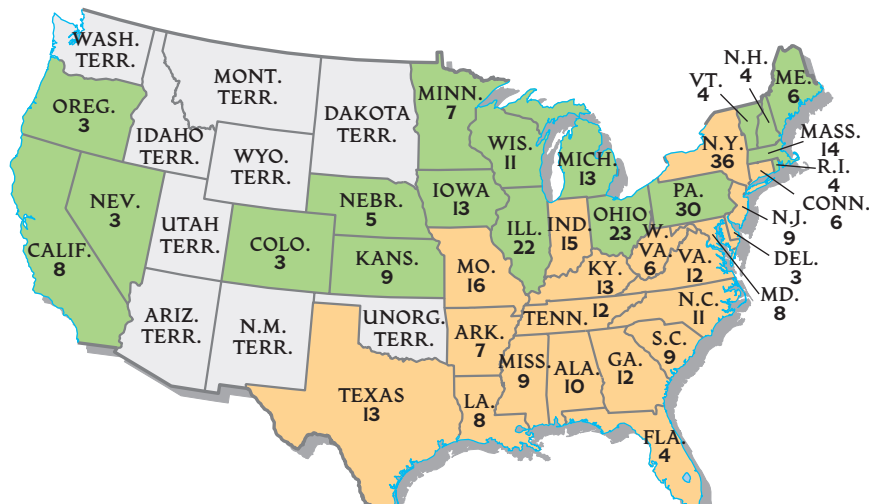 WASH.
TERR.
OREG.
3
IDAHO
TERR.
MONT.
TERR.
WYO.
TERR.
DAKOTA
TERR.
MINN.
7
WIS.
11
MICH.
13
IOWA
13
NEBR.
5
NEV.
3
CALIF.
8
UTAH
TERR.
COLO.
3
KANS.
9
ARIZ.
TERR.
N.M.
TERR.
UNORG.
TERR.
TEXAS
13
MO.
16
ARK.
7
LA.
8
ILL.
22
IND.
15
OHIO
23
KY.
13
TENN. 12
MISS.
9
ALA.
10
GA.
12
FLA.
4
S.C.
9
N.C.
11
VA.
12
W.
VA.
6
PA.
30
N.Y.
36
VT.
4
N.H.
4
ME.
6
MASS.
14
R.I.
4
CONN.
6
N.J.
9
DEL.
3
MD.
8